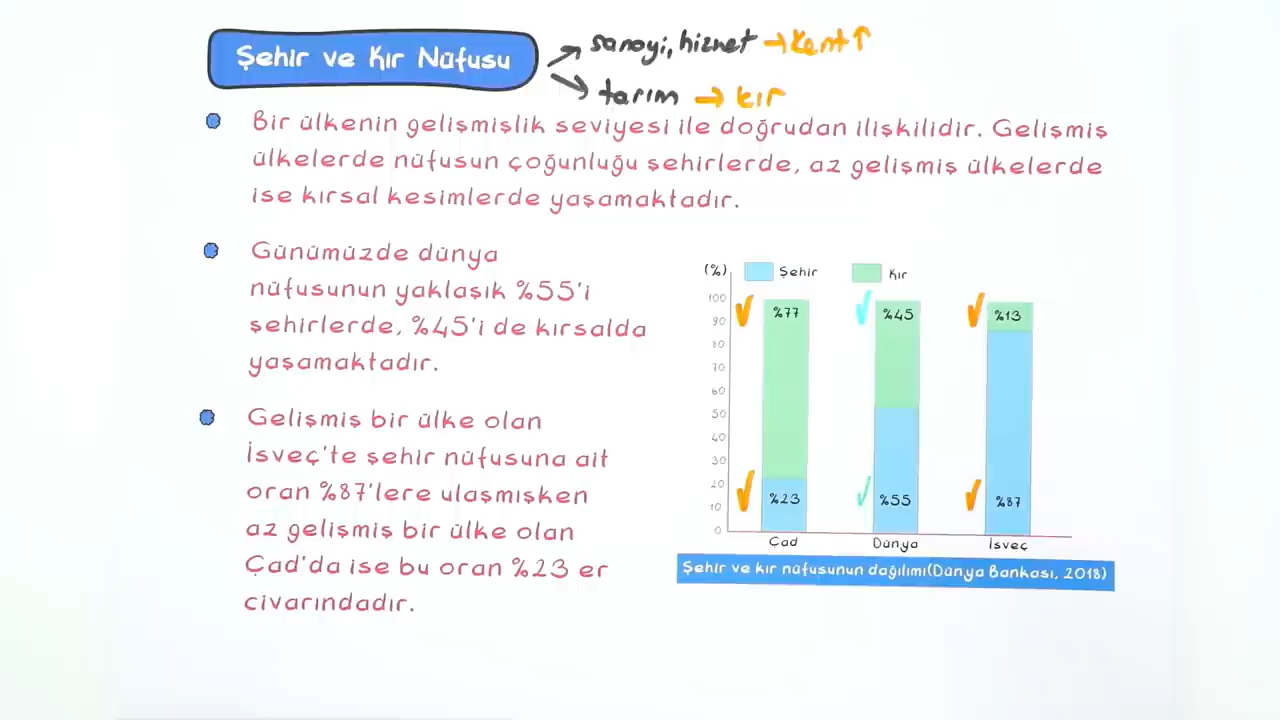 Şehir ve Kır Nüfusu
sanayi, hizmet → kent ↑
tarım → kır
Bir ülkenin gelişmişlik seviyesi ile doğrudan ilişkilidir. Gelişmiş
ülkelerde nüfusun çoğunluğu şehirlerde, az gelişmiş ülkelerde
ise kırsal kesimlerde yaşamaktadır.
Günümüzde dünya
nüfusunun yaklaşık %55'i
şehirlerde, %45'i de kırsalda
yaşamaktadır.
Gelişmiş bir ülke olan
İsveç'te şehir nüfusuna ait
oran %87'lere ulaşmışken
az gelişmiş bir ülke olan
Çad'da ise bu oran %23 er
civarındadır.
(%) Şehir Kır
100
90
80
70
60
50
40
30
20
10
0
%77 %45 %13
%23 %55 %87
Çad Dünya İsveç
Şehir ve kır nüfusunun dağılımı(Dünya Bankası, 2018)